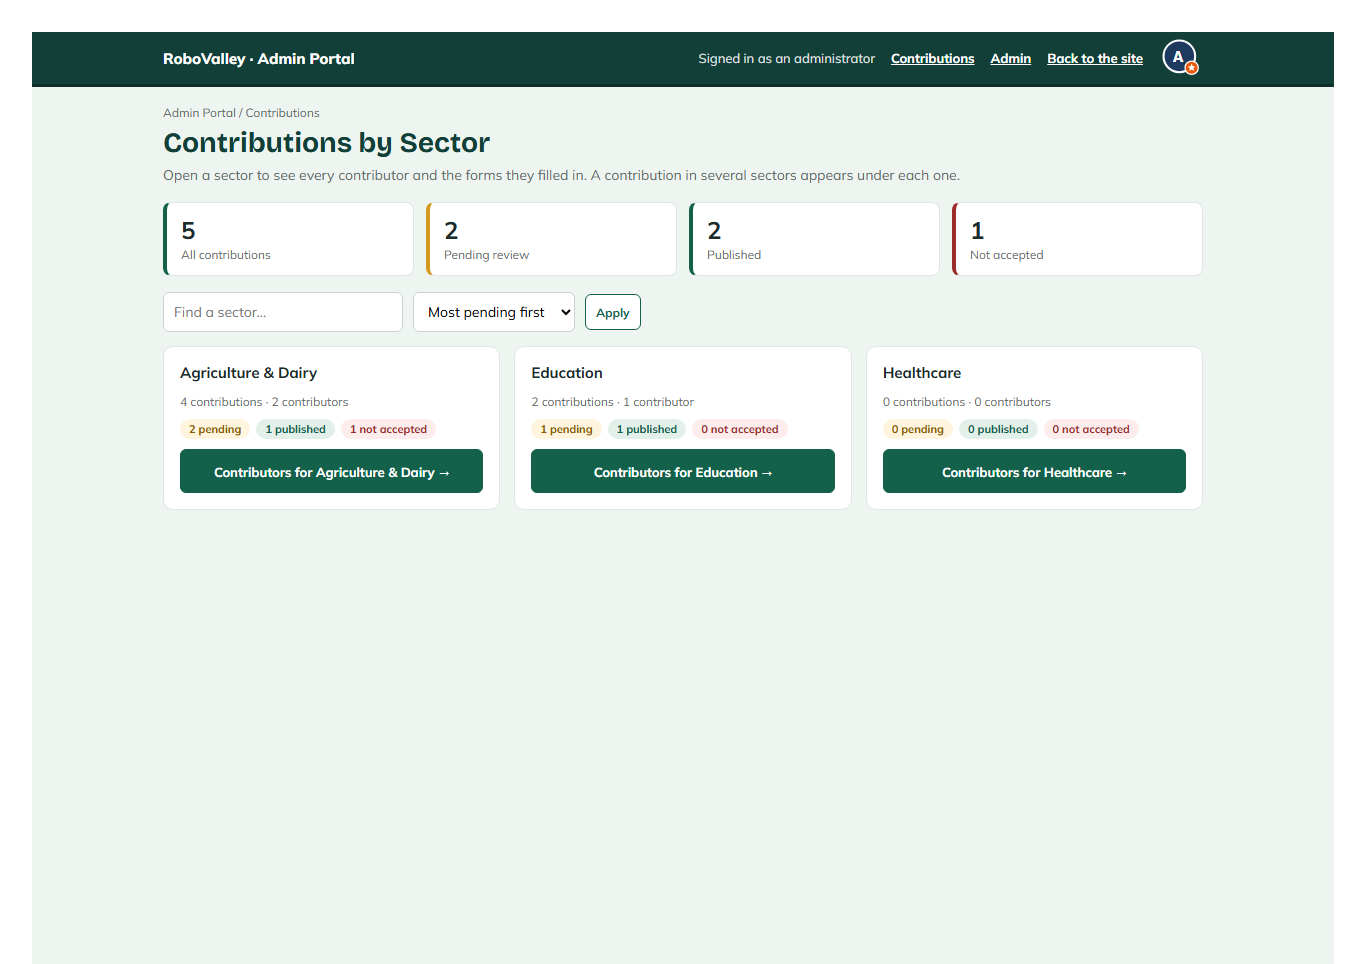 RoboValley · Admin Portal
Signed in as an administrator Contributions Admin Back to the site A
Admin Portal / Contributions
Contributions by Sector
Open a sector to see every contributor and the forms they filled in. A contribution in several sectors appears under each one.
5
All contributions
2
Pending review
2
Published
1
Not accepted
Find a sector...
Most pending first
Apply
Agriculture & Dairy
4 contributions · 2 contributors
2 pending 1 published 1 not accepted
Contributors for Agriculture & Dairy →
Education
2 contributions · 1 contributor
1 pending 1 published 0 not accepted
Contributors for Education →
Healthcare
0 contributions · 0 contributors
0 pending 0 published 0 not accepted
Contributors for Healthcare →